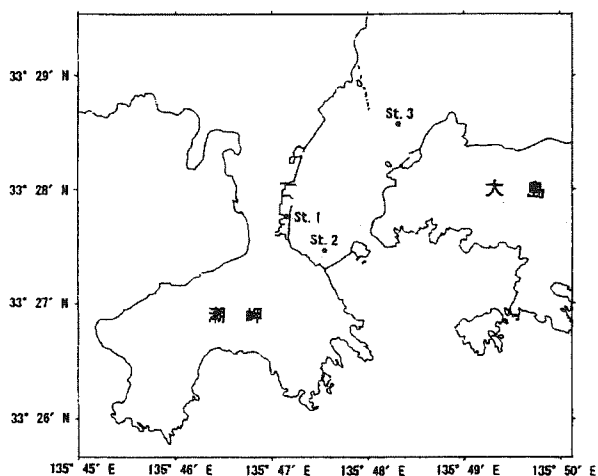 33° 29′ N
St. 3
33° 28′ N
大 島
St. 1
St. 2
33° 27′ N
潮 岬
33° 26′ N
135° 45′ E 135° 46′ E 135° 47′ E 135° 48′ E 135° 49′ E 135° 50′ E